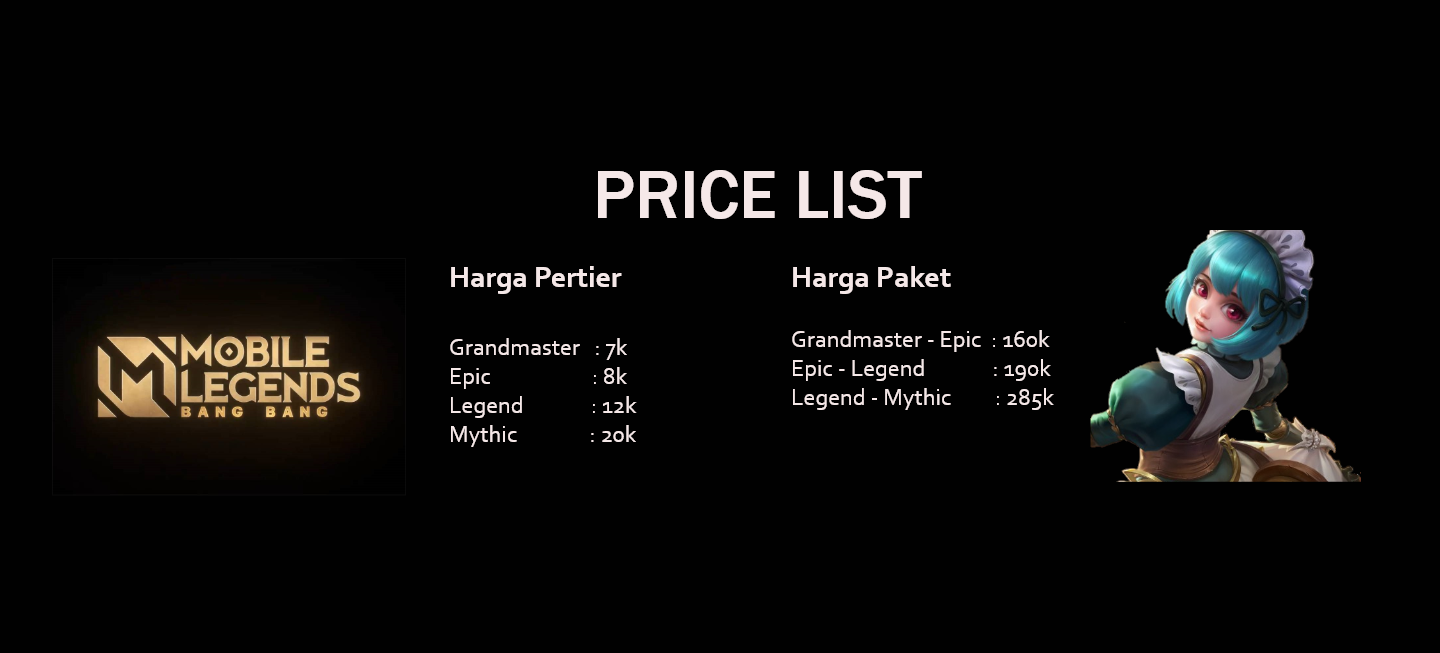 PRICE LIST
MOBILE
LEGENDS
BANG BANG
Harga Pertier
Grandmaster : 7k
Epic : 8k
Legend : 12k
Mythic : 20k
Harga Paket
Grandmaster - Epic : 160k
Epic - Legend : 190k
Legend - Mythic : 285k